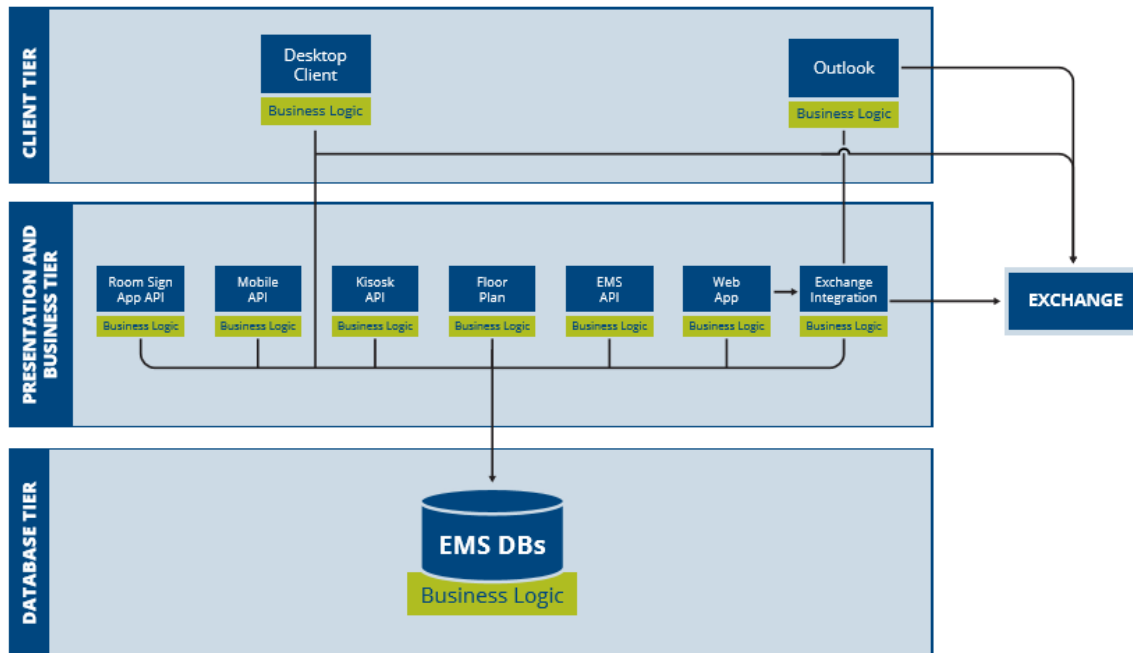 CLIENT TIER
Desktop
Client
Business Logic
Outlook
Business Logic
PRESENTATION AND
BUSINESS TIER
Room Sign
App API
Business Logic
Mobile
API
Business Logic
Kisosk
API
Business Logic
Floor
Plan
Business Logic
EMS
API
Business Logic
Web
App
Business Logic
Exchange
Integration
Business Logic
EXCHANGE
DATABASE TIER
EMS DBs
Business Logic